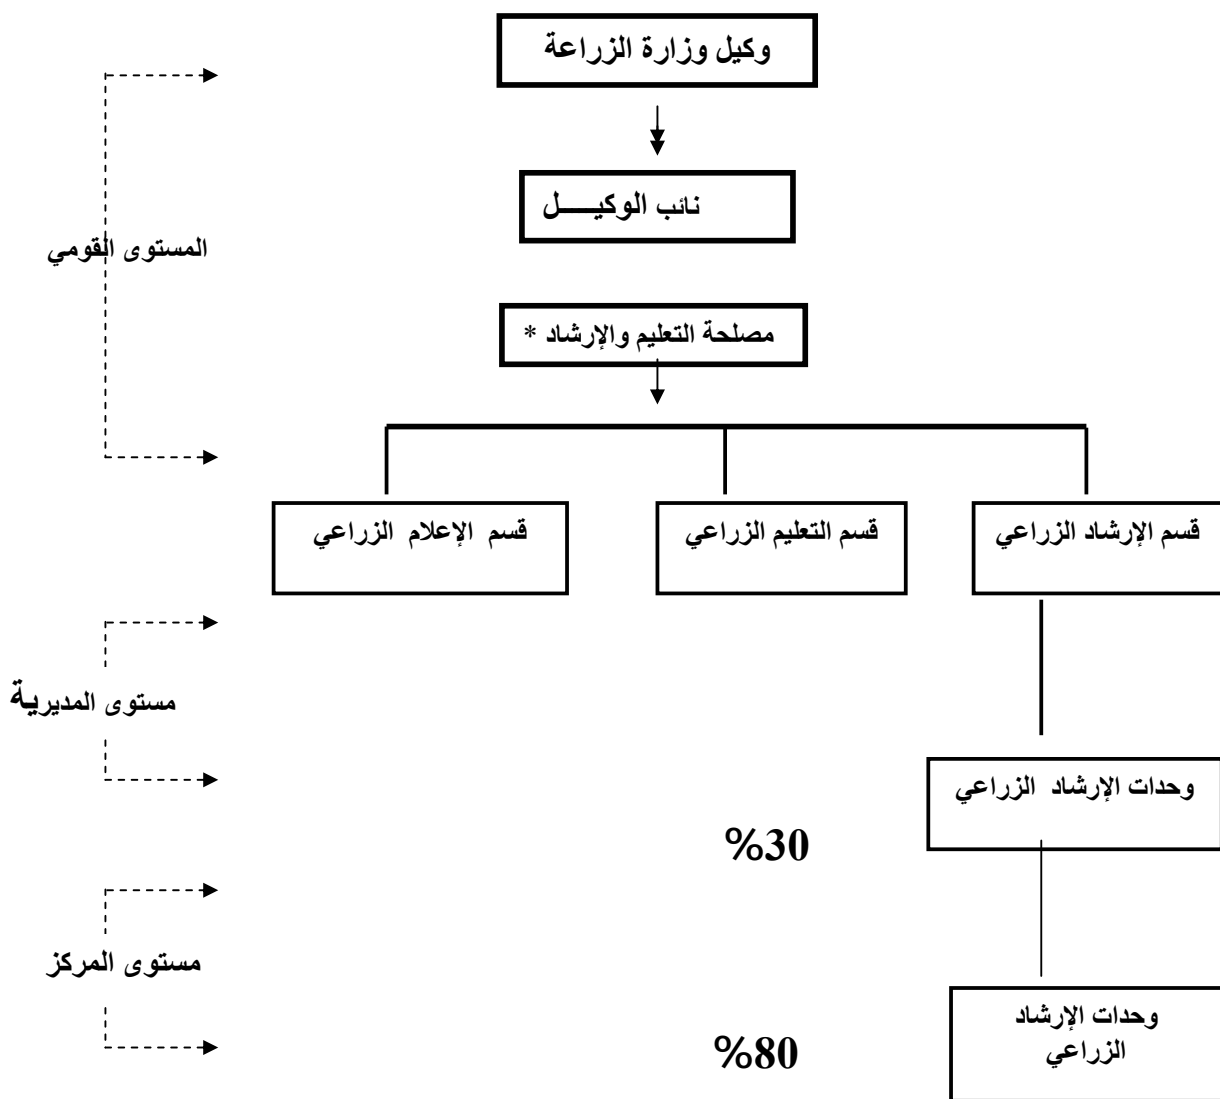 وكيل وزارة الزراعة
نائب الوكيـــــل
المستوى القومي
مصلحة التعليم والإرشاد *
قسم الإرشاد الزراعي
قسم التعليم الزراعي
قسم الإعلام الزراعي
مستوى المديرية
وحدات الإرشاد الزراعي
%30
مستوى المركز
وحدات الإرشاد
الزراعي
%80